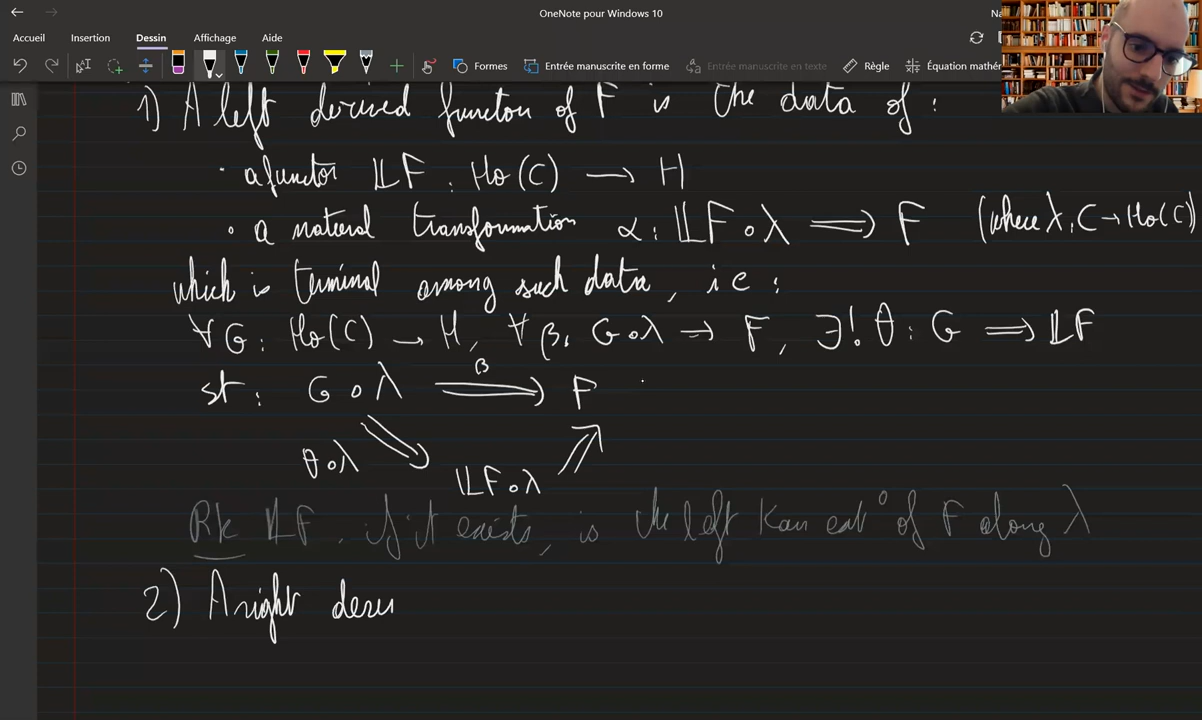 OneNote pour Windows 10
Na
Accueil Insertion Dessin Affichage Aide
Formes Entrée manuscrite en forme Entrée manuscrite en texte Règle Équation mathé
1) A left derived functor of F is the data of :
· a functor 𝕃F : Ho(C) → H
· a natural transformation α : 𝕃F ∘ λ ⟹ F (where λ : C → Ho(C))
which is terminal among such data, ie :
∀ G : Ho(C) → H, ∀ β : G∘λ → F, ∃! θ : G ⟹ 𝕃F
st : G ∘ λ ⟹ F
β
θ∘λ 𝕃F∘λ
Rk 𝕃F, if it exists, is the left Kan ext° of F along λ
2) A right deri